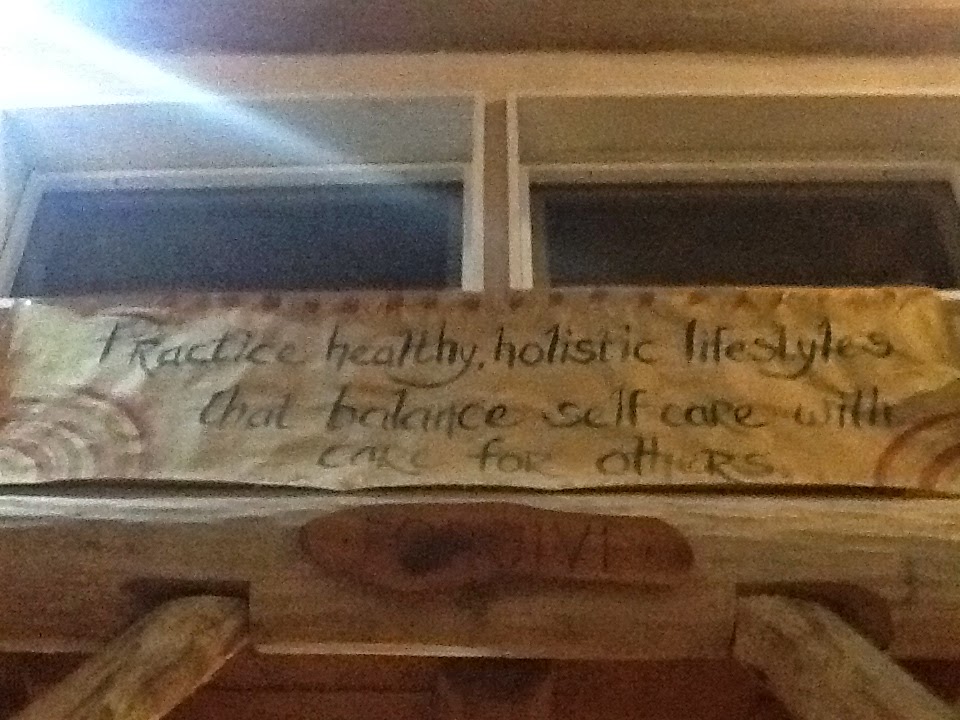 Practice healthy, holistic lifestyles
that balance self care with
care for others.